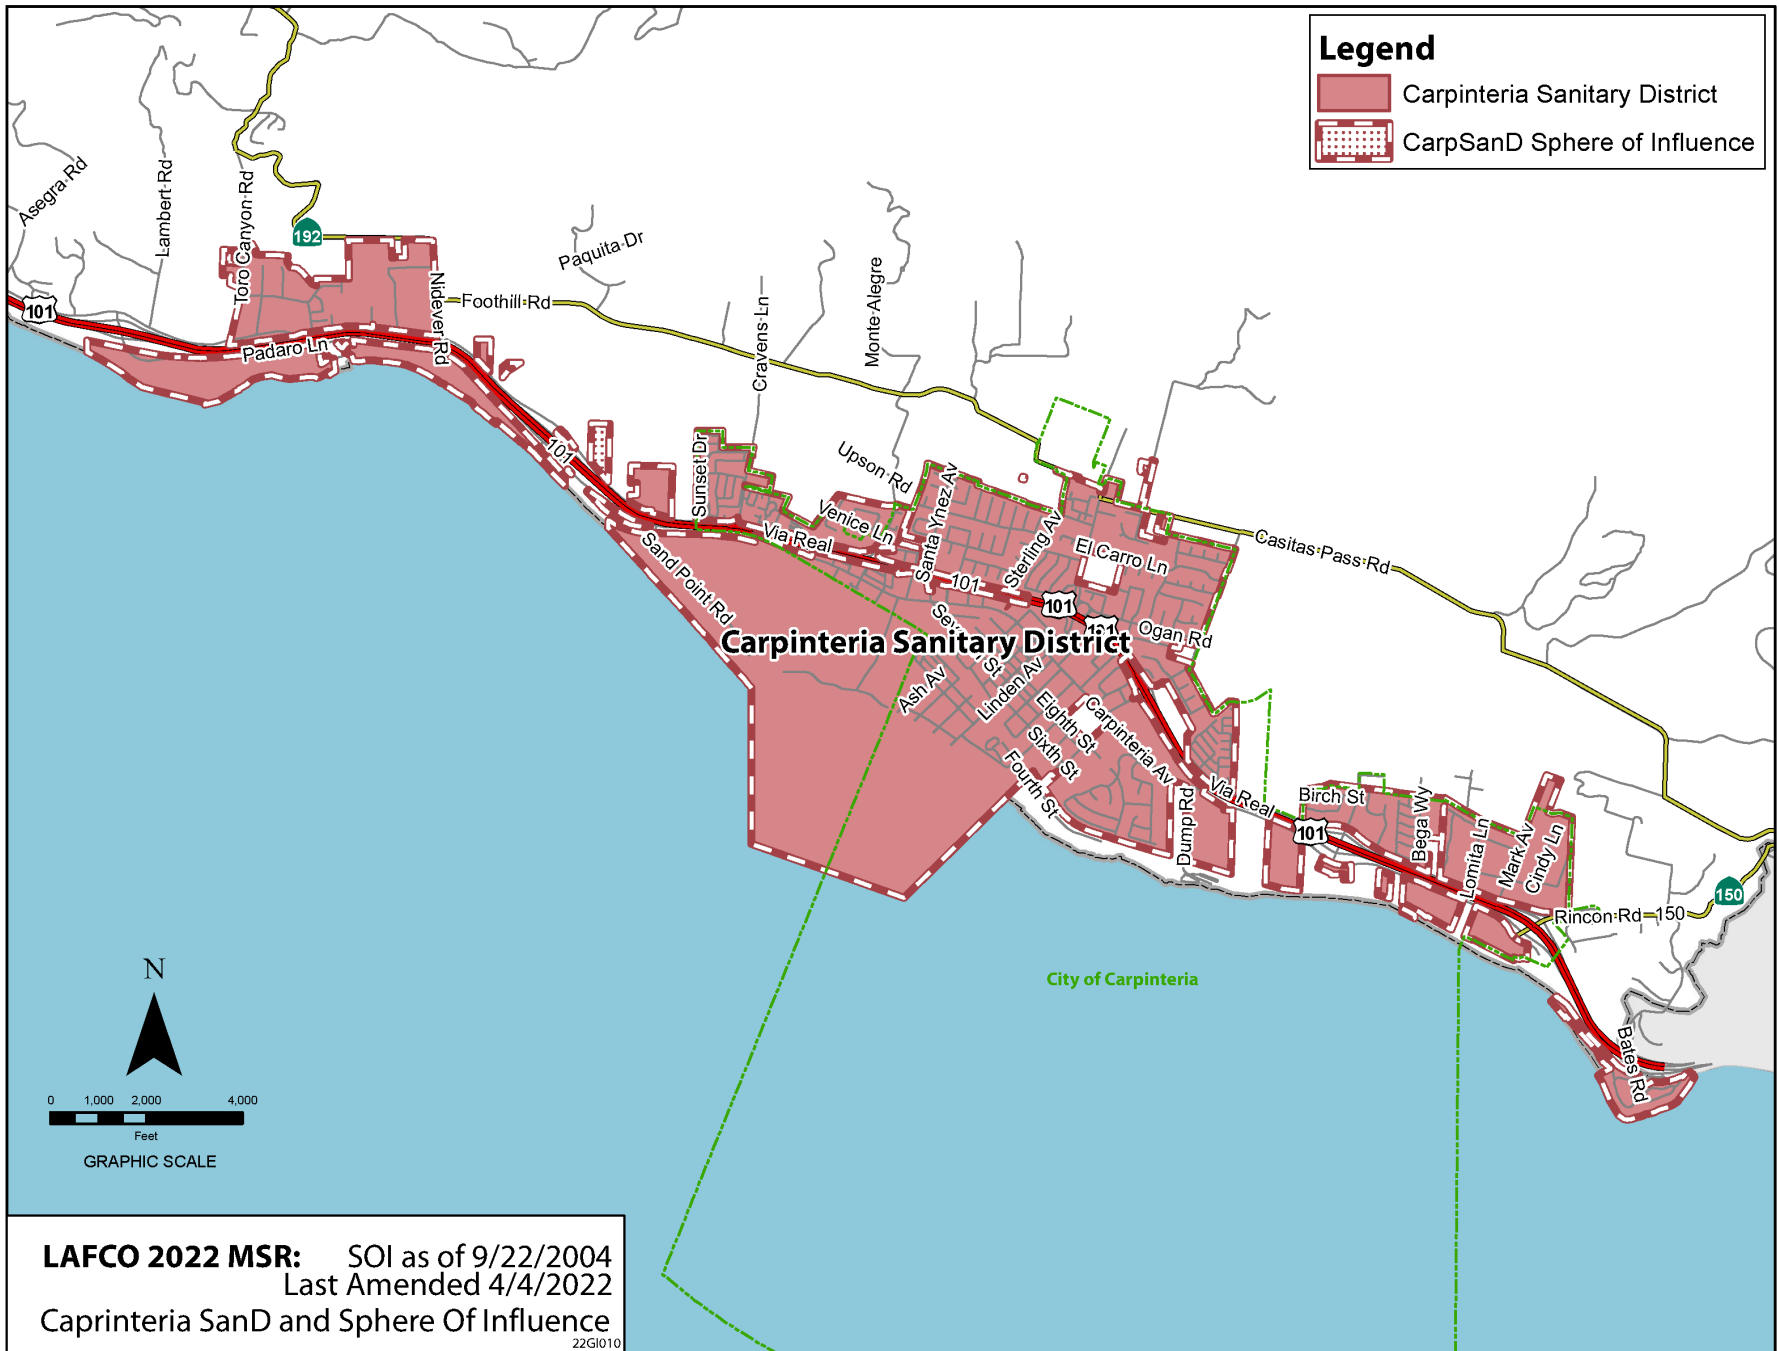 Legend
Carpinteria Sanitary District
CarpSanD Sphere of Influence
Asegra Rd
Lambert Rd
Toro Canyon Rd
192
Nidever Rd
Paquita Dr
Foothill Rd
101
Padaro Ln
Cravens Ln
Monte Alegre
101
Sunset Dr
Upson Rd
Venice Ln
Santa Ynez Av
Via Real
Sterling Av
El Carro Ln
Casitas Pass Rd
Sand Point Rd
101
101
101
Ogan Rd
Carpinteria Sanitary District
Seventh St
Linden Av
Ash Av
Eighth St
Carpinteria Av
Sixth St
Fourth St
Dump Rd
Via Real
Birch St
101
Bega Wy
Lomita Ln
Mark Av
Cindy Ln
150
Rincon Rd 150
City of Carpinteria
Bates Rd
N
0 1,000 2,000 4,000
Feet
GRAPHIC SCALE
LAFCO 2022 MSR: SOI as of 9/22/2004
Last Amended 4/4/2022
Caprinteria SanD and Sphere Of Influence
22GI010